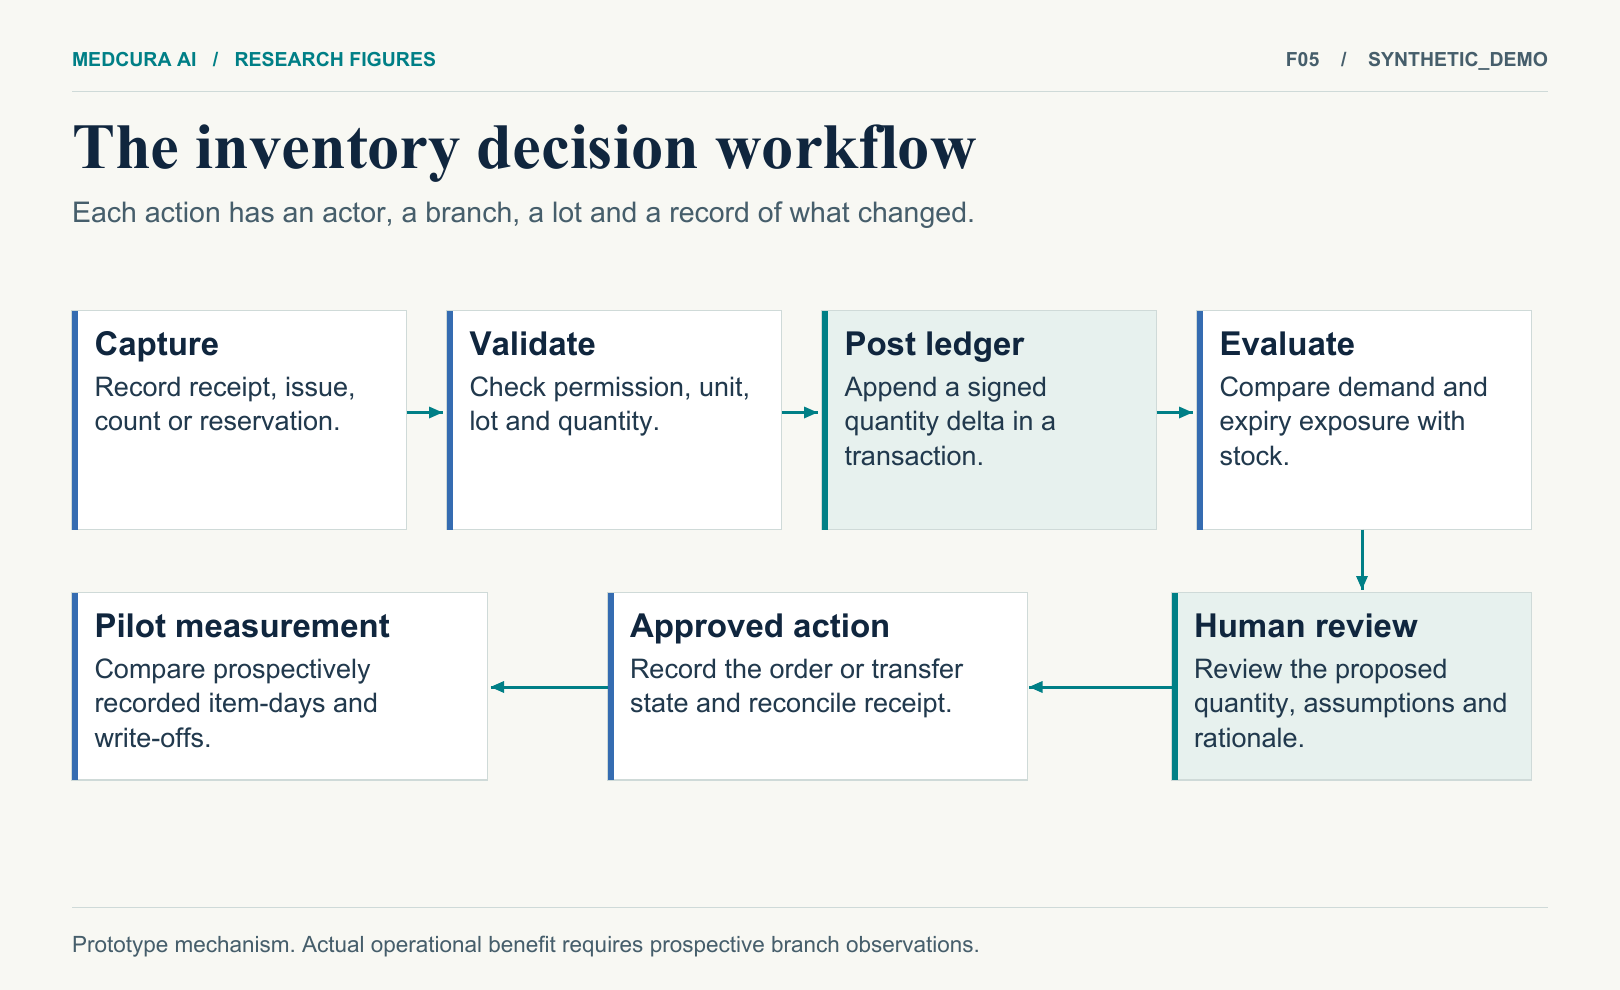 MEDCURA AI / RESEARCH FIGURES
F05 / SYNTHETIC_DEMO
The inventory decision workflow
Each action has an actor, a branch, a lot and a record of what changed.
Capture
Record receipt, issue,
count or reservation.
Validate
Check permission, unit,
lot and quantity.
Post ledger
Append a signed
quantity delta in a
transaction.
Evaluate
Compare demand and
expiry exposure with
stock.
Human review
Review the proposed
quantity, assumptions and
rationale.
Approved action
Record the order or transfer
state and reconcile receipt.
Pilot measurement
Compare prospectively
recorded item-days and
write-offs.
Prototype mechanism. Actual operational benefit requires prospective branch observations.